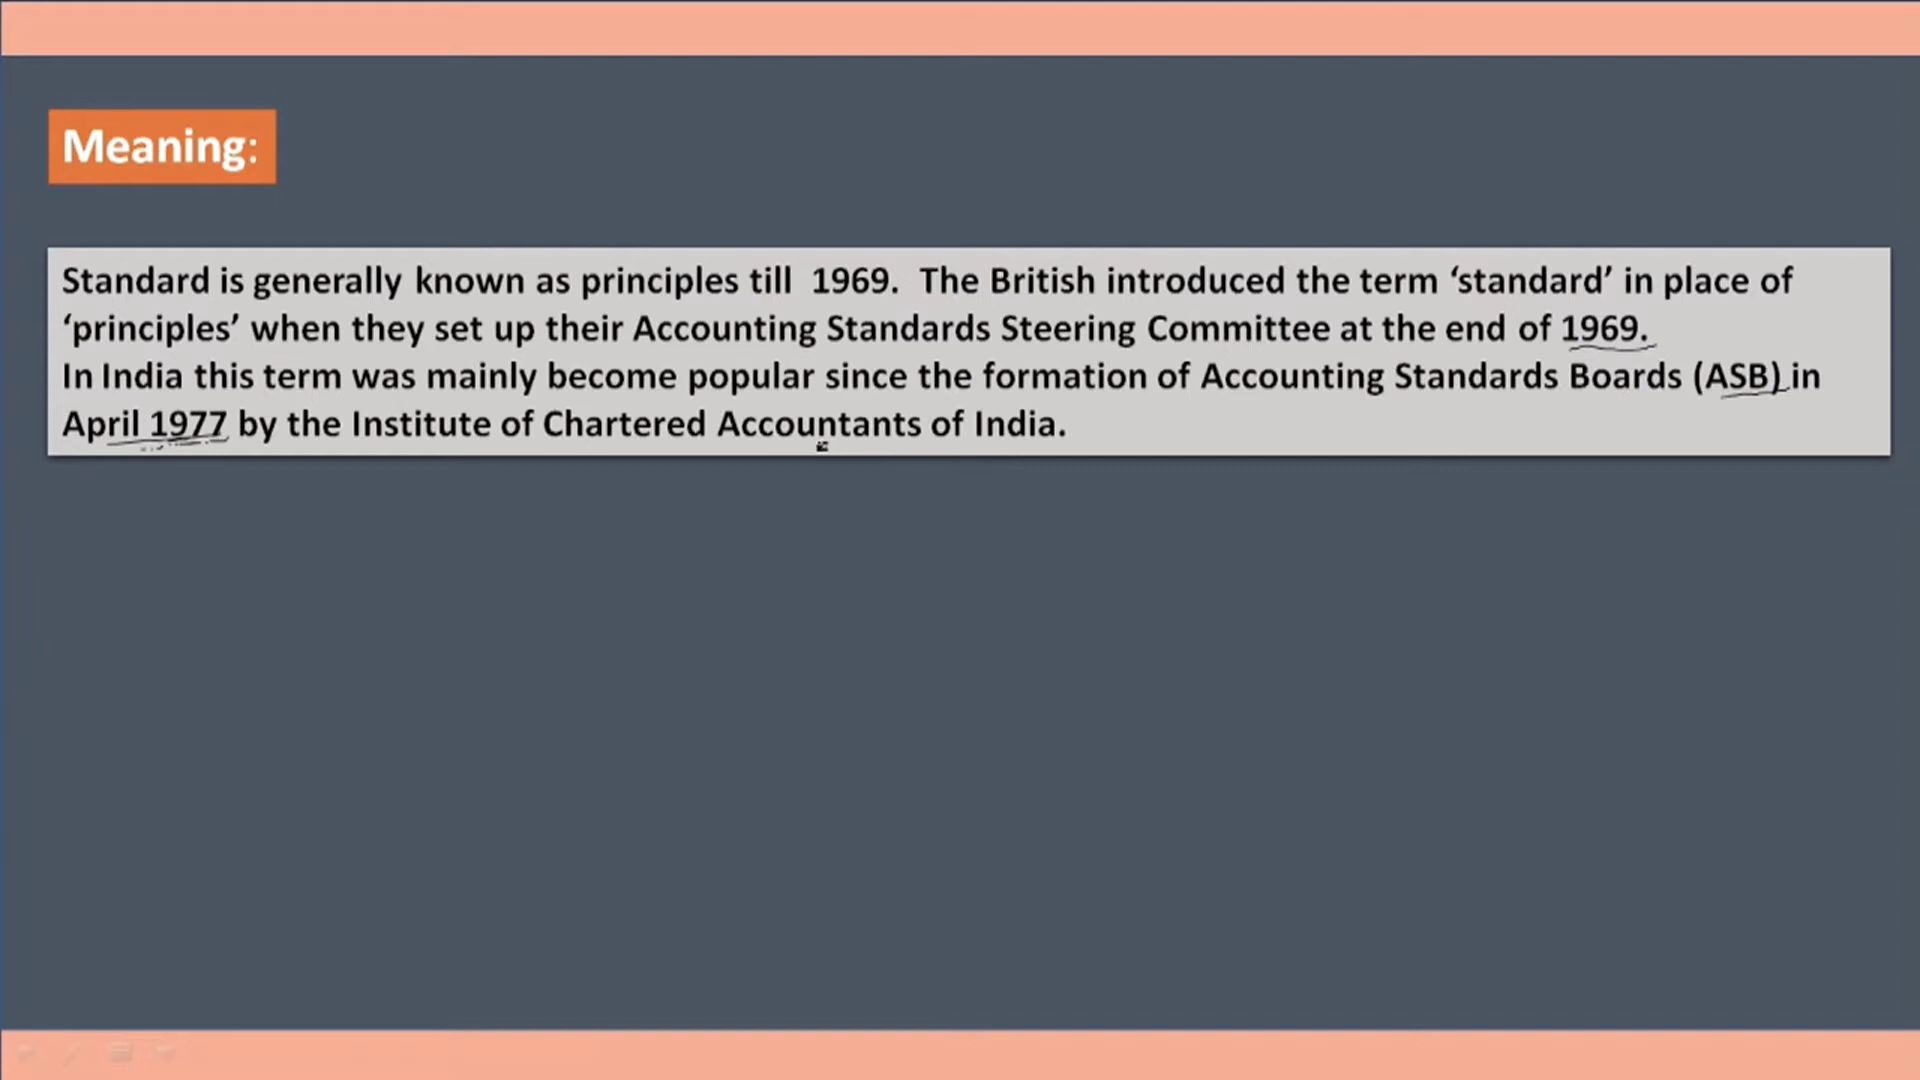 Meaning:
Standard is generally known as principles till 1969. The British introduced the term ‘standard’ in place of
‘principles’ when they set up their Accounting Standards Steering Committee at the end of 1969.
In India this term was mainly become popular since the formation of Accounting Standards Boards (ASB) in
April 1977 by the Institute of Chartered Accountants of India.